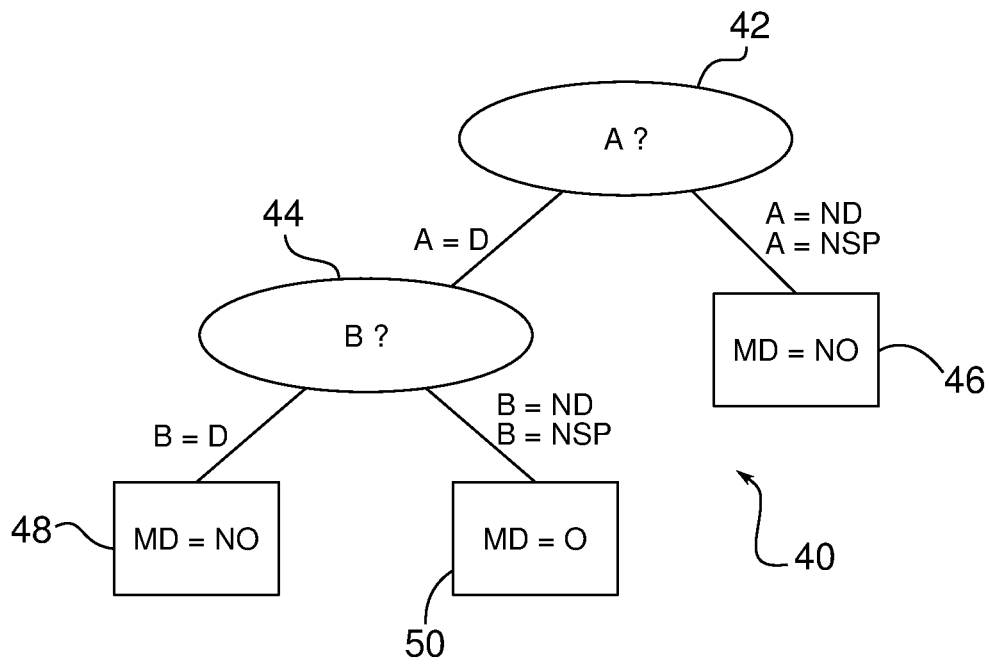 42
A ?
44
A = D
A = ND
A = NSP
B ?
MD = NO
46
B = D
B = ND
B = NSP
48
MD = NO
MD = O
40
50